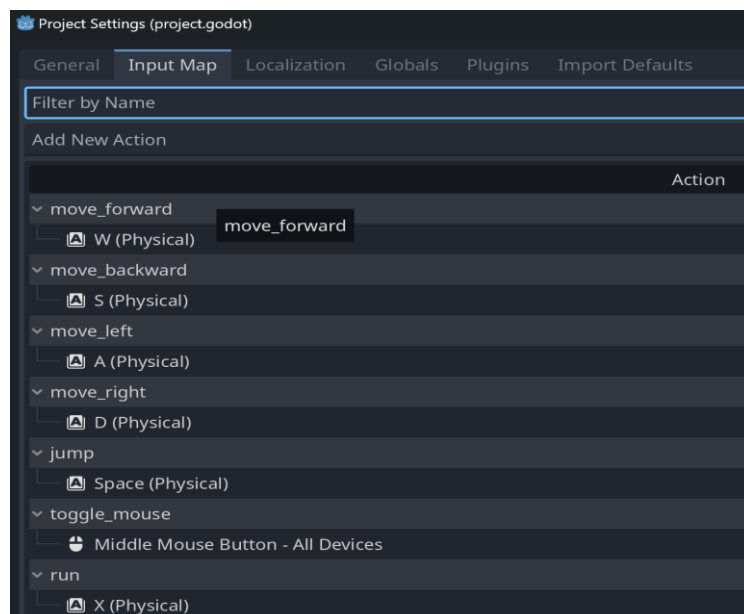 Project Settings (project.godot)
General Input Map Localization Globals Plugins Import Defaults
Filter by Name
Add New Action
Action
move_forward
move_forward
W (Physical)
move_backward
S (Physical)
move_left
A (Physical)
move_right
D (Physical)
jump
Space (Physical)
toggle_mouse
Middle Mouse Button - All Devices
run
X (Physical)